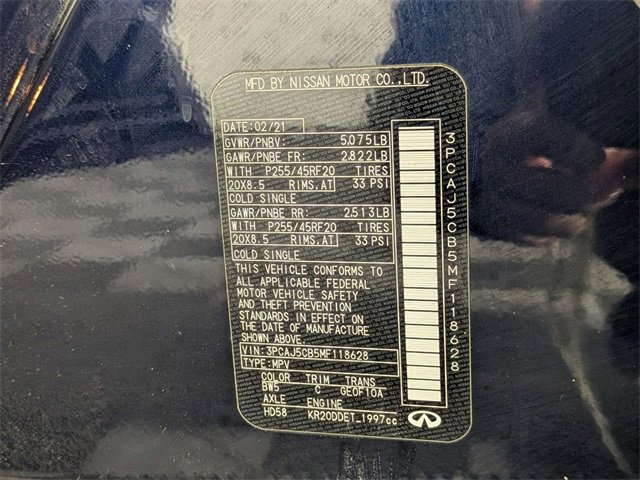 MFD BY NISSAN MOTOR CO.,LTD.
DATE: 02/21
GVWR/PNBV: 5,075LB
GAWR/PNBE FR: 2,822LB
WITH P255/45RF20 TIRES
20X8.5 RIMS.AT 33 PSI
COLD SINGLE
GAWR/PNBE RR: 2,513LB
WITH P255/45RF20 TIRES
20X8.5 RIMS.AT 33 PSI
COLD SINGLE
THIS VEHICLE CONFORMS TO
ALL APPLICABLE FEDERAL
MOTOR VEHICLE SAFETY
AND THEFT PREVENTION
STANDARDS IN EFFECT ON
THE DATE OF MANUFACTURE
SHOWN ABOVE.
VIN: 3PCAJ5CB5MF118628
TYPE: MPV
COLOR TRIM TRANS
BW5 C GE0F10A
AXLE ENGINE
HD58 KR20DDET_1997cc
3PCAJ5CB5MF118628